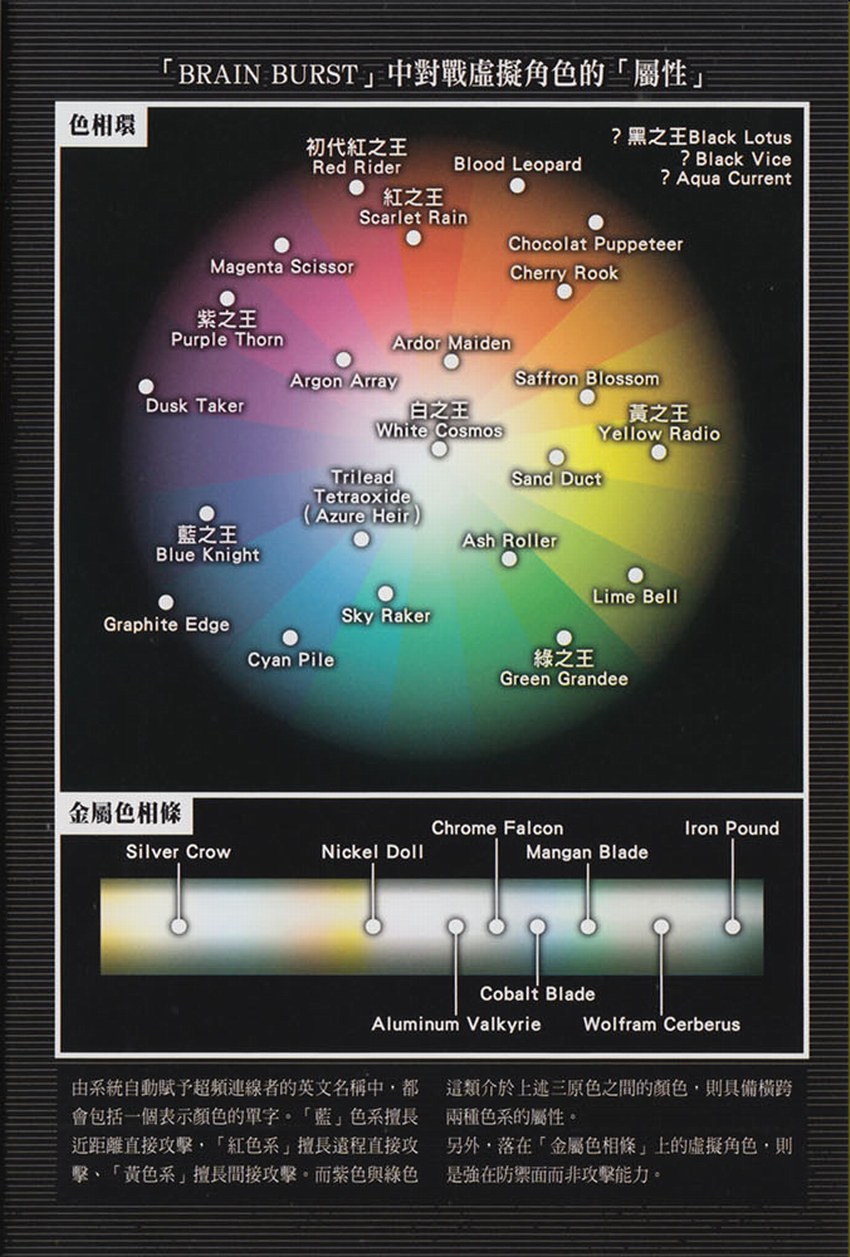 「BRAIN BURST」中對戰虛擬角色的「屬性」
色相環
? 黑之王Black Lotus
? Black Vice
? Aqua Current
初代紅之王
Red Rider
Blood Leopard
紅之王
Scarlet Rain
Chocolat Puppeteer
Magenta Scissor
Cherry Rook
紫之王
Purple Thorn
Ardor Maiden
Argon Array
Saffron Blossom
Dusk Taker
白之王
White Cosmos
黃之王
Yellow Radio
Sand Duct
Trilead
Tetraoxide
(Azure Heir)
藍之王
Blue Knight
Ash Roller
Lime Bell
Graphite Edge
Sky Raker
Cyan Pile
綠之王
Green Grandee
金屬色相條
Chrome Falcon
Iron Pound
Silver Crow
Nickel Doll
Mangan Blade
Cobalt Blade
Aluminum Valkyrie
Wolfram Cerberus
由系統自動賦予超頻連線者的英文名稱中，都
會包括一個表示顏色的單字。「藍」色系擅長
近距離直接攻擊，「紅色系」擅長遠程直接攻
擊、「黃色系」擅長間接攻擊。而紫色與綠色
這類介於上述三原色之間的顏色，則具備橫跨
兩種色系的屬性。
另外，落在「金屬色相條」上的虛擬角色，則
是強在防禦面而非攻擊能力。